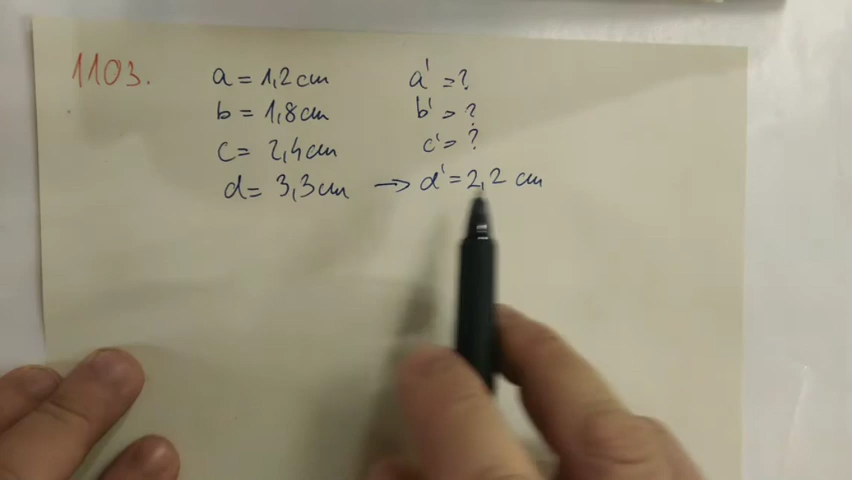 1103. a = 1,2 cm a' = ?
b = 1,8 cm b' = ?
c = 2,4 cm c' = ?
d = 3,3 cm → d' = 2,2 cm